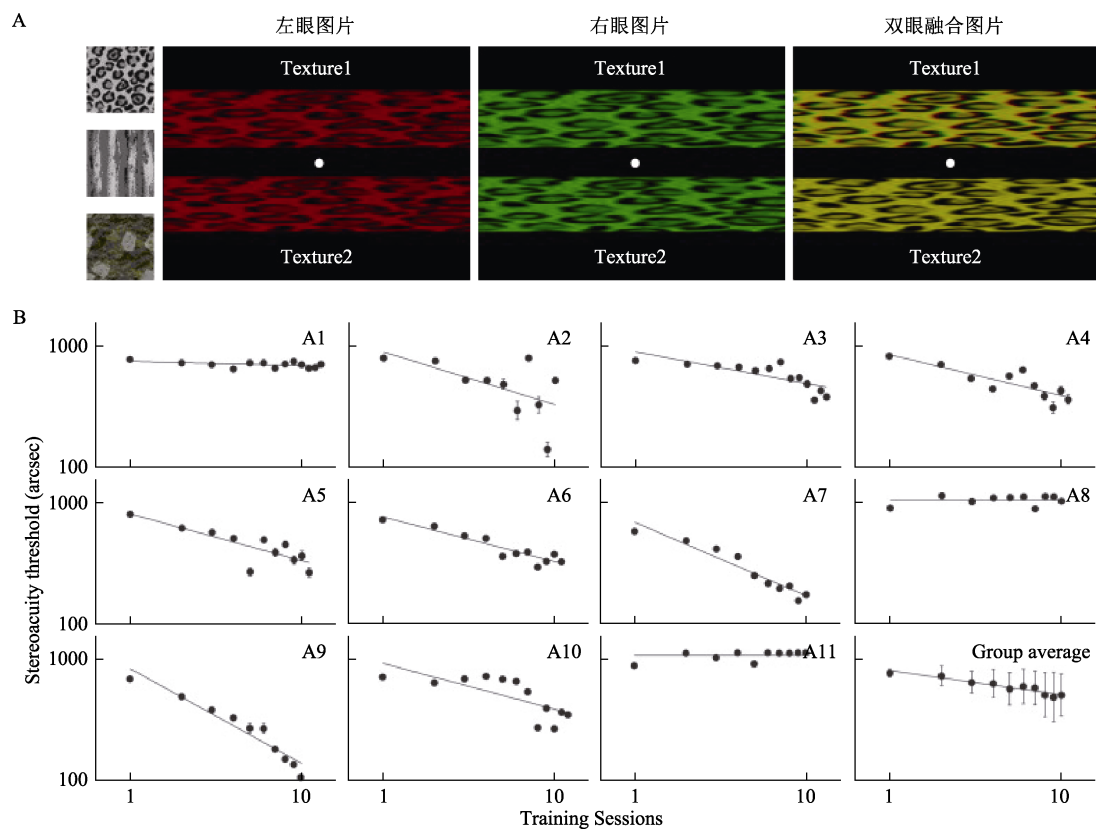 A
左眼图片 右眼图片 双眼融合图片
Texture1 Texture1 Texture1
Texture2 Texture2 Texture2
B
Stereoacuity threshold (arcsec)
1000 A1 A2 A3 A4
100
1000 A5 A6 A7 A8
100
1000 A9 A10 A11 Group average
100
1 10 1 10 1 10 1 10
Training Sessions